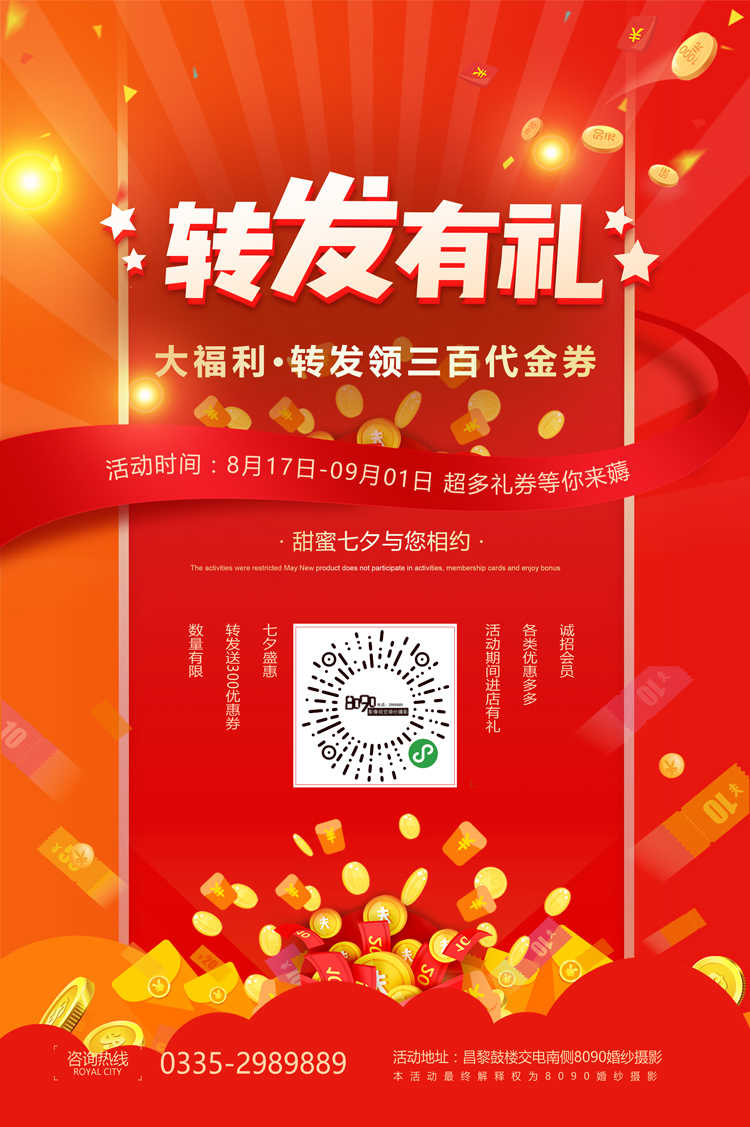 转发有礼
大福利·转发领三百代金券
活动时间：8月17日-09月01日 超多礼券等你来薅
·甜蜜七夕与您相约·
The activities were restricted May New product does not participate in activities, membership cards and enjoy bonus
诚招会员
各类优惠多多
活动期间进店有礼
8090
七夕盛惠
转发送300优惠券
数量有限
10
10
10
20
20
10
咨询热线
ROYAL CITY
0335-2989889
活动地址：昌黎鼓楼交电南侧8090婚纱摄影
本活动最终解释权为8090婚纱摄影